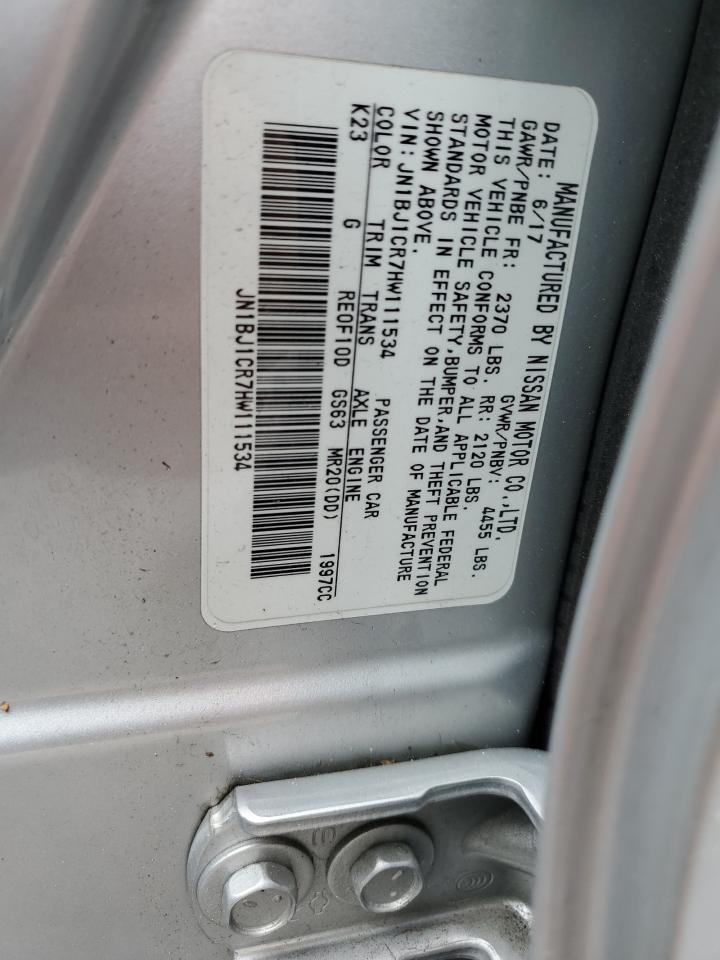 MANUFACTURED BY NISSAN MOTOR CO.,LTD.
DATE: 6/17 GVWR/PNBV: 4455 LBS.
GAWR/PNBE FR: 2370 LBS. RR: 2120 LBS.
THIS VEHICLE CONFORMS TO ALL APPLICABLE FEDERAL
MOTOR VEHICLE SAFETY,BUMPER,AND THEFT PREVENTION
STANDARDS IN EFFECT ON THE DATE OF MANUFACTURE
SHOWN ABOVE.
VIN: JN1BJ1CR7HW111534 PASSENGER CAR
COLOR TRIM TRANS AXLE ENGINE
K23 G RE0F10D GS63 MR20(DD) 1997CC
JN1BJ1CR7HW111534